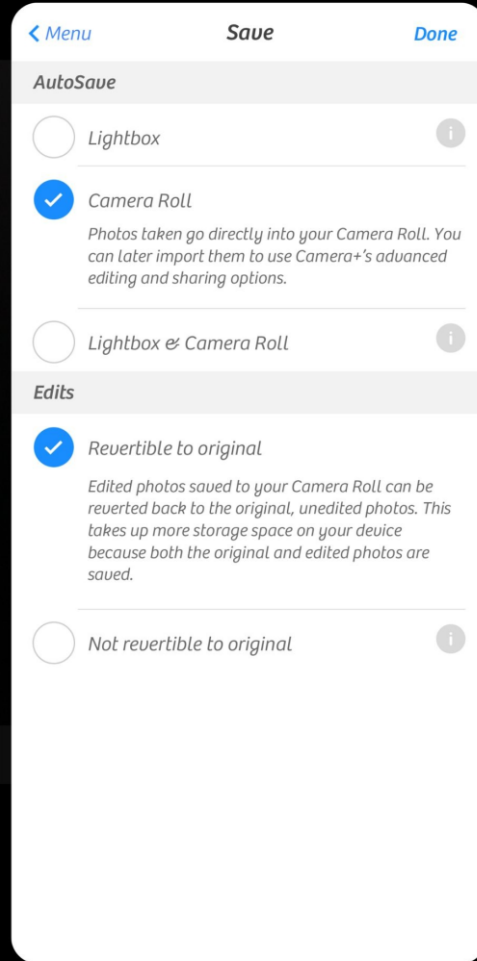 Menu Save Done
AutoSave
Lightbox
Camera Roll
Photos taken go directly into your Camera Roll. You
can later import them to use Camera+'s advanced
editing and sharing options.
Lightbox & Camera Roll
Edits
Revertible to original
Edited photos saved to your Camera Roll can be
reverted back to the original, unedited photos. This
takes up more storage space on your device
because both the original and edited photos are
saved.
Not revertible to original